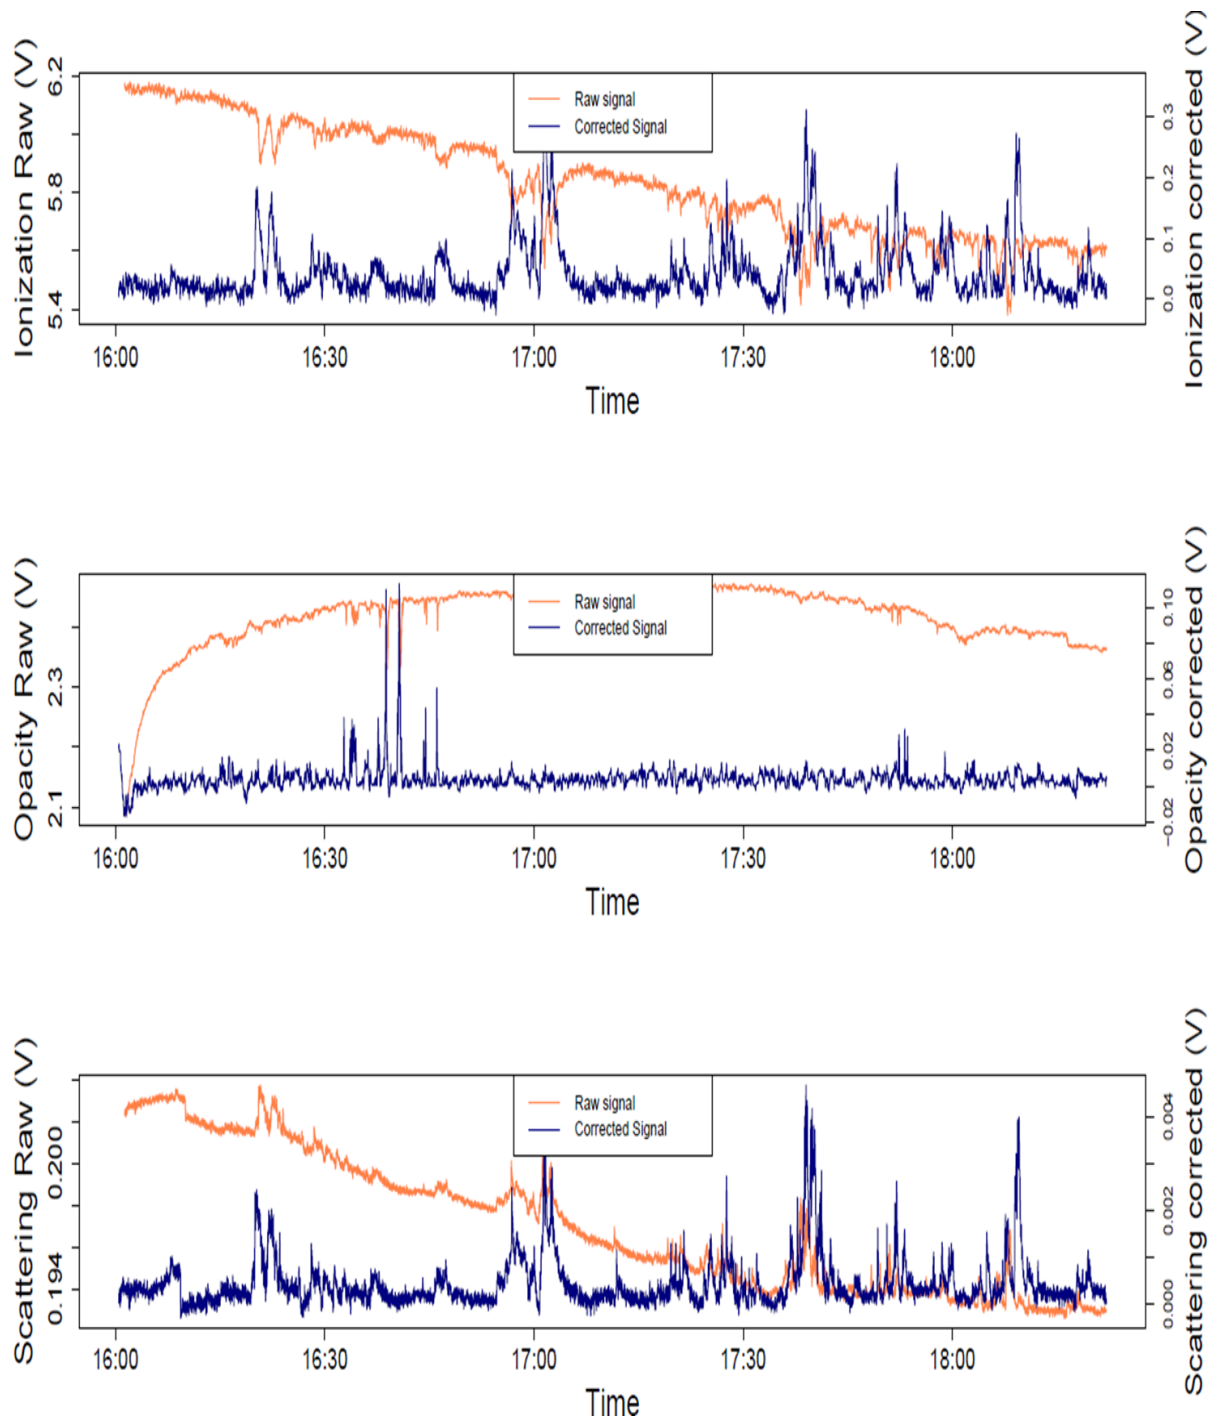 Ionization Raw (V)
6.2
5.8
5.4
Raw signal
Corrected Signal
0.3
0.2
0.1
0.0
Ionization corrected (V)
16:00 16:30 17:00 17:30 18:00
Time
Opacity Raw (V)
2.3
2.1
Raw signal
Corrected Signal
0.10
0.06
0.02
−0.02
Opacity corrected (V)
16:00 16:30 17:00 17:30 18:00
Time
Scattering Raw (V)
0.200
0.194
Raw signal
Corrected Signal
0.004
0.002
0.000
Scattering corrected (V)
16:00 16:30 17:00 17:30 18:00
Time